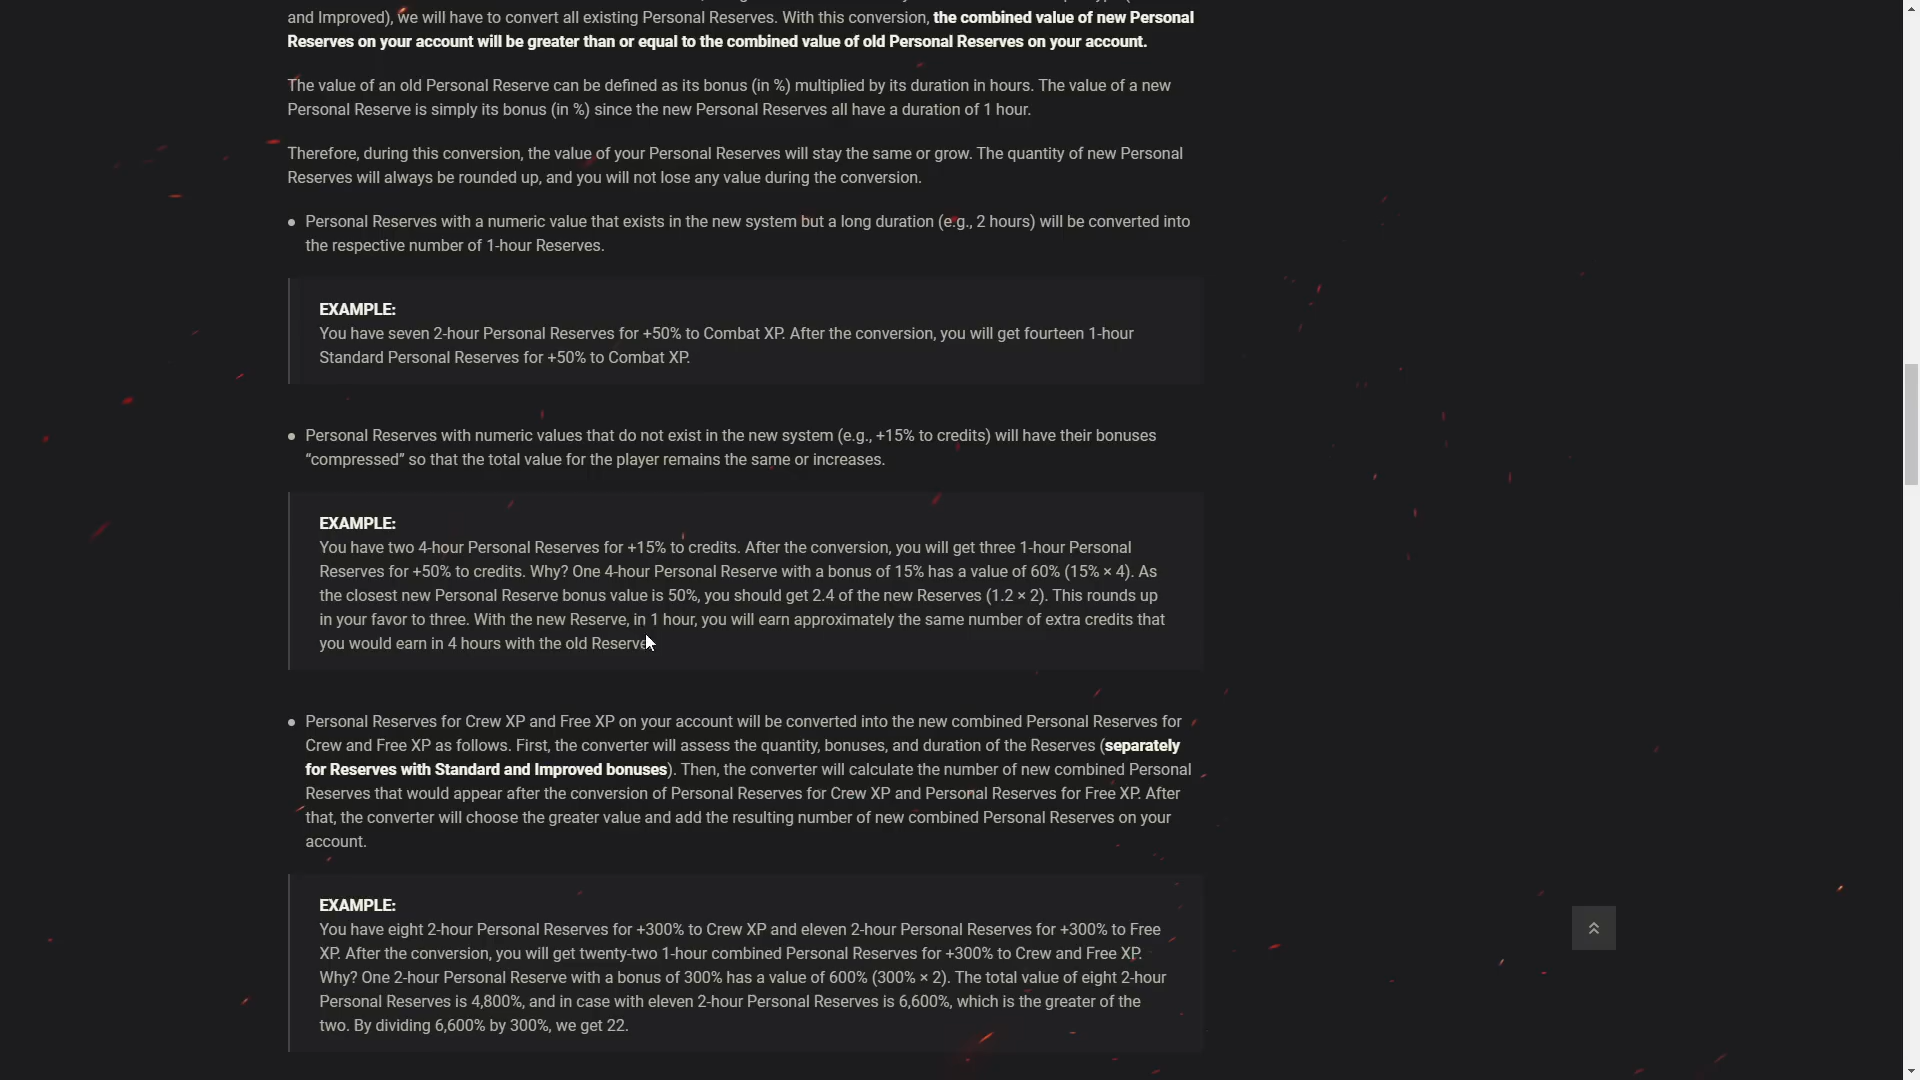 and Improved), we will have to convert all existing Personal Reserves. With this conversion, the combined value of new Personal
Reserves on your account will be greater than or equal to the combined value of old Personal Reserves on your account.
The value of an old Personal Reserve can be defined as its bonus (in %) multiplied by its duration in hours. The value of a new
Personal Reserve is simply its bonus (in %) since the new Personal Reserves all have a duration of 1 hour.
Therefore, during this conversion, the value of your Personal Reserves will stay the same or grow. The quantity of new Personal
Reserves will always be rounded up, and you will not lose any value during the conversion.
Personal Reserves with a numeric value that exists in the new system but a long duration (e.g., 2 hours) will be converted into
the respective number of 1-hour Reserves.
EXAMPLE:
You have seven 2-hour Personal Reserves for +50% to Combat XP. After the conversion, you will get fourteen 1-hour
Standard Personal Reserves for +50% to Combat XP.
Personal Reserves with numeric values that do not exist in the new system (e.g., +15% to credits) will have their bonuses
“compressed” so that the total value for the player remains the same or increases.
EXAMPLE:
You have two 4-hour Personal Reserves for +15% to credits. After the conversion, you will get three 1-hour Personal
Reserves for +50% to credits. Why? One 4-hour Personal Reserve with a bonus of 15% has a value of 60% (15% × 4). As
the closest new Personal Reserve bonus value is 50%, you should get 2.4 of the new Reserves (1.2 × 2). This rounds up
in your favor to three. With the new Reserve, in 1 hour, you will earn approximately the same number of extra credits that
you would earn in 4 hours with the old Reserve
Personal Reserves for Crew XP and Free XP on your account will be converted into the new combined Personal Reserves for
Crew and Free XP as follows. First, the converter will assess the quantity, bonuses, and duration of the Reserves (separately
for Reserves with Standard and Improved bonuses). Then, the converter will calculate the number of new combined Personal
Reserves that would appear after the conversion of Personal Reserves for Crew XP and Personal Reserves for Free XP. After
that, the converter will choose the greater value and add the resulting number of new combined Personal Reserves on your
account.
EXAMPLE:
You have eight 2-hour Personal Reserves for +300% to Crew XP and eleven 2-hour Personal Reserves for +300% to Free
XP. After the conversion, you will get twenty-two 1-hour combined Personal Reserves for +300% to Crew and Free XP.
Why? One 2-hour Personal Reserve with a bonus of 300% has a value of 600% (300% × 2). The total value of eight 2-hour
Personal Reserves is 4,800%, and in case with eleven 2-hour Personal Reserves is 6,600%, which is the greater of the
two. By dividing 6,600% by 300%, we get 22.